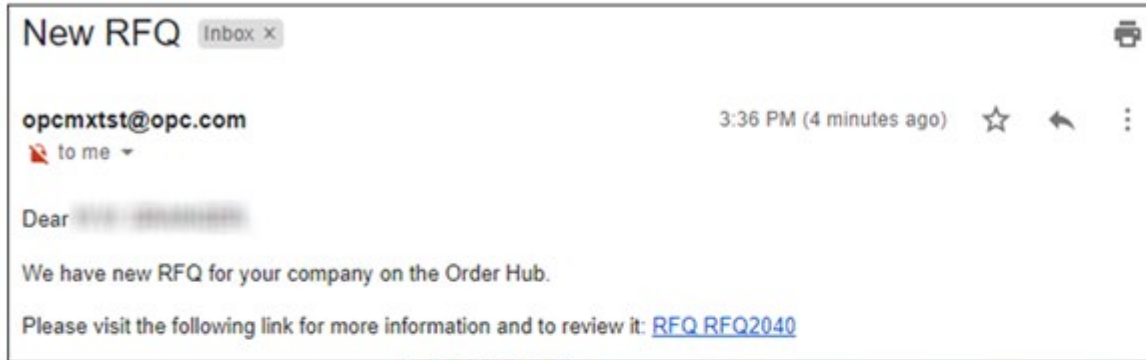 New RFQ Inbox ×
opcmxtst@opc.com 3:36 PM (4 minutes ago)
to me
Dear
We have new RFQ for your company on the Order Hub.
Please visit the following link for more information and to review it: RFQ RFQ2040